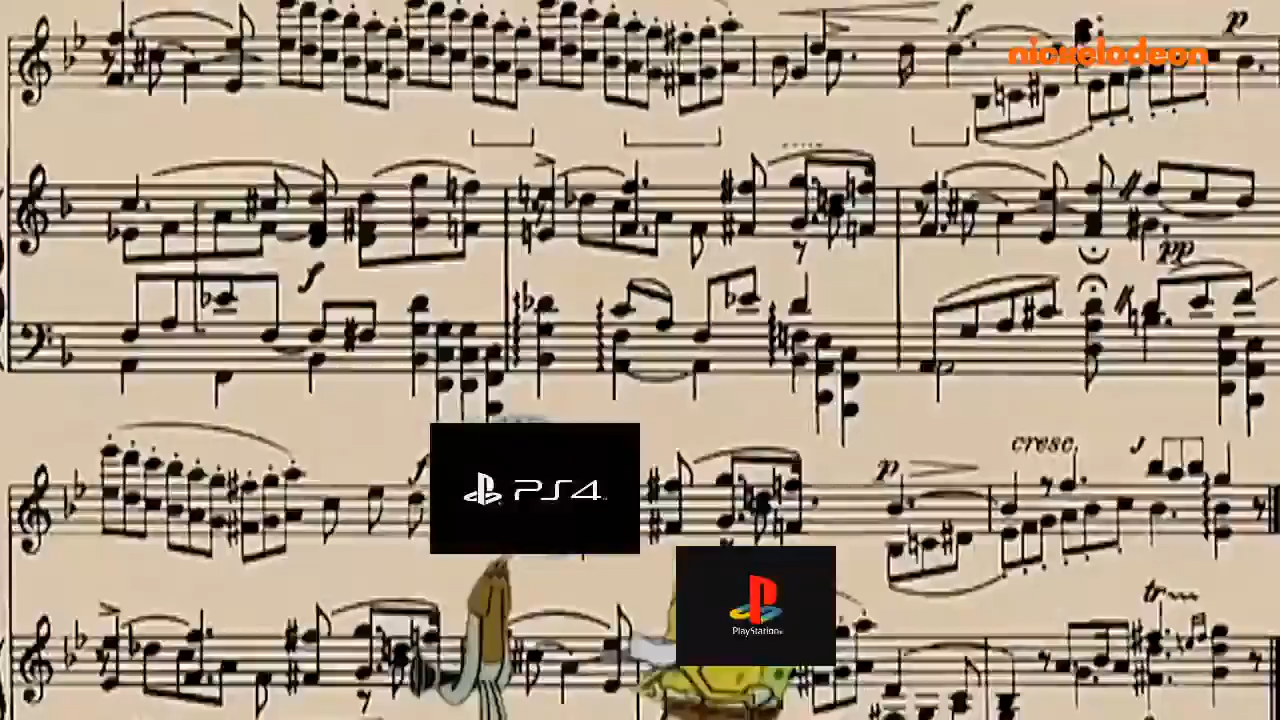 f
p
nickelodeon
f
pp
cresc.
f
p
PS4
PlayStation
tr